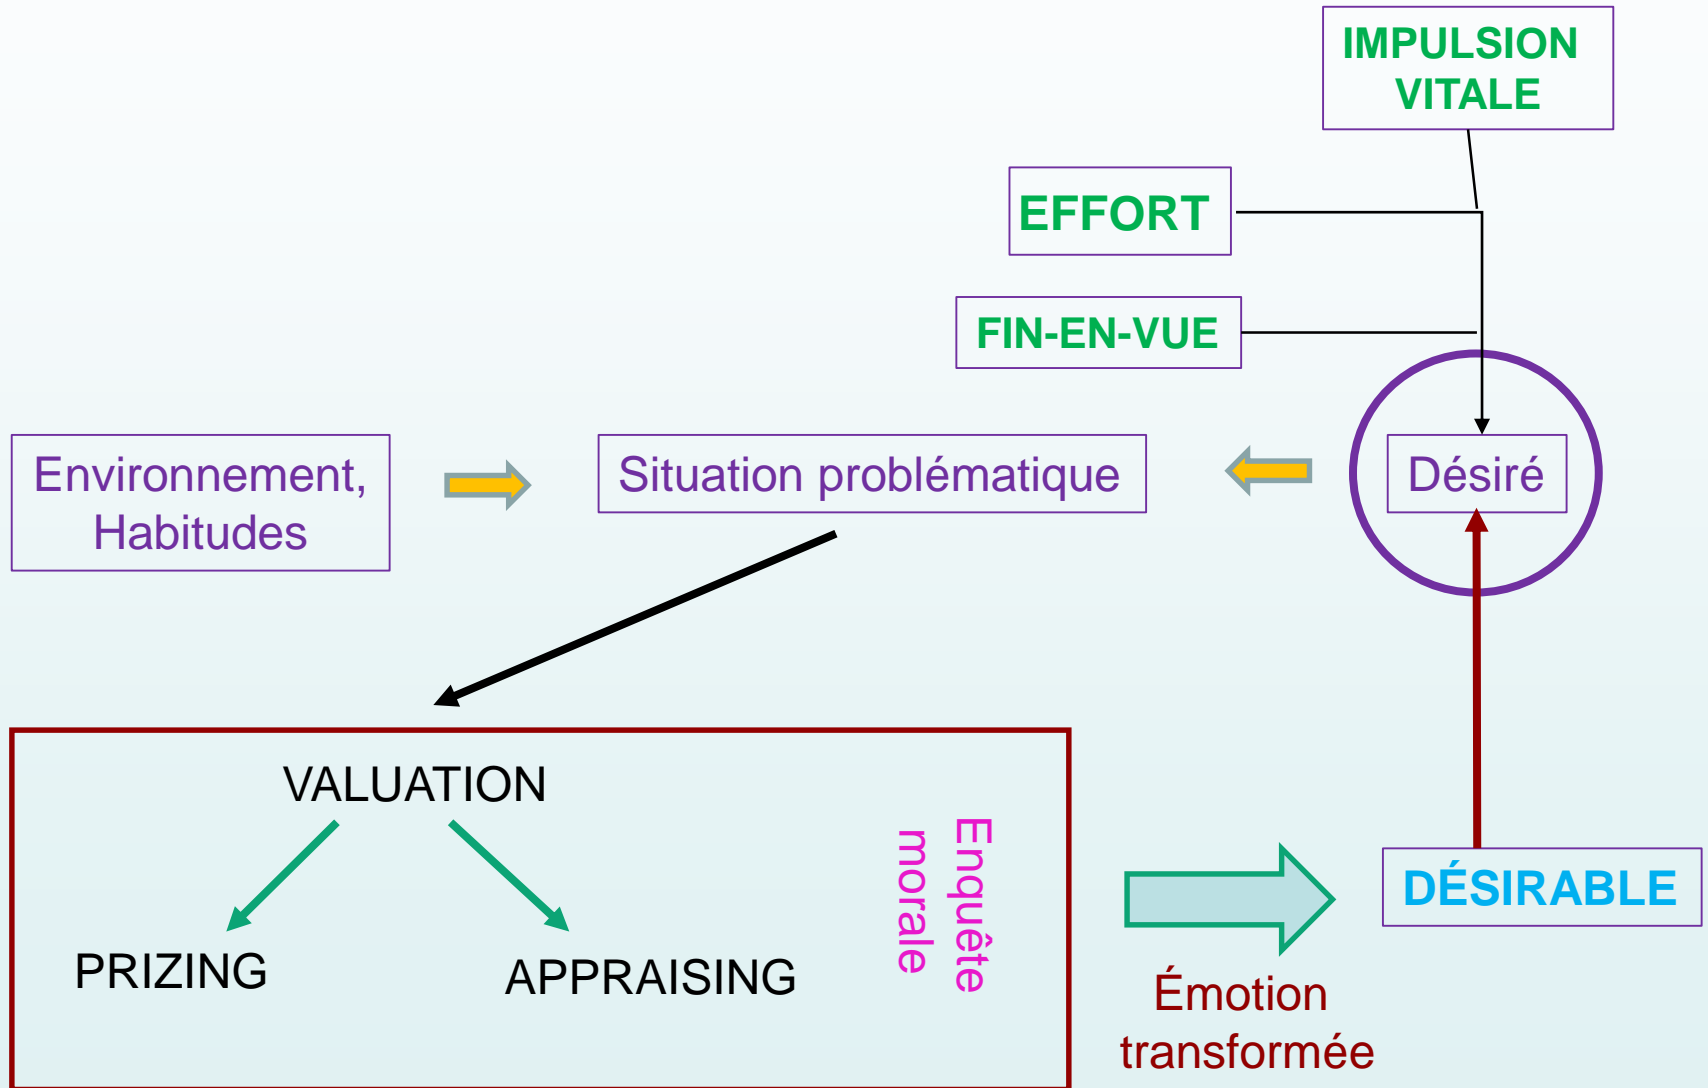 IMPULSION
VITALE
EFFORT
FIN-EN-VUE
Environnement,
Habitudes
Situation problématique
Désiré
VALUATION
PRIZING
APPRAISING
Enquête
morale
Émotion
transformée
DÉSIRABLE